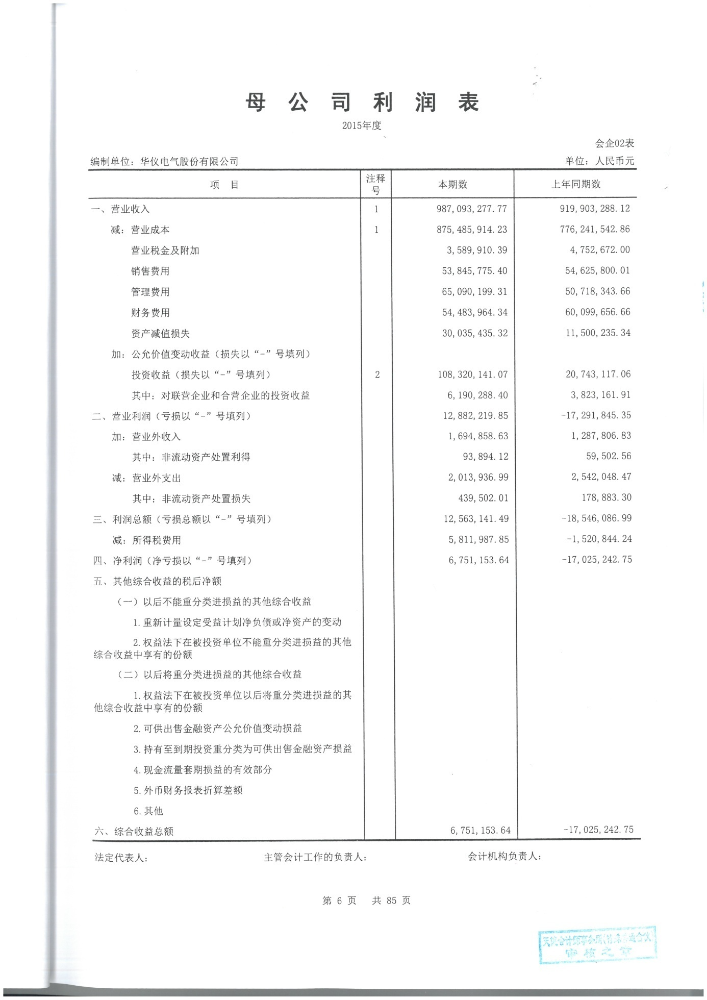 母公司利润表
2015年度
会企02表
编制单位：华仪电气股份有限公司 单位：人民币元
项 目 注释号 本期数 上年同期数
一、营业收入 1 987,093,277.77 919,903,288.12
减：营业成本 1 875,485,914.23 776,241,542.86
营业税金及附加 3,589,910.39 4,752,672.00
销售费用 53,845,775.40 54,625,800.01
管理费用 65,090,199.31 50,718,343.66
财务费用 54,483,964.34 60,099,656.66
资产减值损失 30,035,435.32 11,500,235.34
加：公允价值变动收益（损失以“-”号填列）
投资收益（损失以“-”号填列） 2 108,320,141.07 20,743,117.06
其中：对联营企业和合营企业的投资收益 6,190,288.40 3,823,161.91
二、营业利润（亏损以“-”号填列） 12,882,219.85 -17,291,845.35
加：营业外收入 1,694,858.63 1,287,806.83
其中：非流动资产处置利得 93,894.12 59,502.56
减：营业外支出 2,013,936.99 2,542,048.47
其中：非流动资产处置损失 439,502.01 178,883.30
三、利润总额（亏损总额以“-”号填列） 12,563,141.49 -18,546,086.99
减：所得税费用 5,811,987.85 -1,520,844.24
四、净利润（净亏损以“-”号填列） 6,751,153.64 -17,025,242.75
五、其他综合收益的税后净额
（一）以后不能重分类进损益的其他综合收益
1.重新计量设定受益计划净负债或净资产的变动
2.权益法下在被投资单位不能重分类进损益的其他
综合收益中享有的份额
（二）以后将重分类进损益的其他综合收益
1.权益法下在被投资单位以后将重分类进损益的其
他综合收益中享有的份额
2.可供出售金融资产公允价值变动损益
3.持有至到期投资重分类为可供出售金融资产损益
4.现金流量套期损益的有效部分
5.外币财务报表折算差额
6.其他
六、综合收益总额 6,751,153.64 -17,025,242.75
法定代表人： 主管会计工作的负责人： 会计机构负责人：
第 6 页 共 85 页
天健会计师事务所(特殊普通合伙)
审核之章